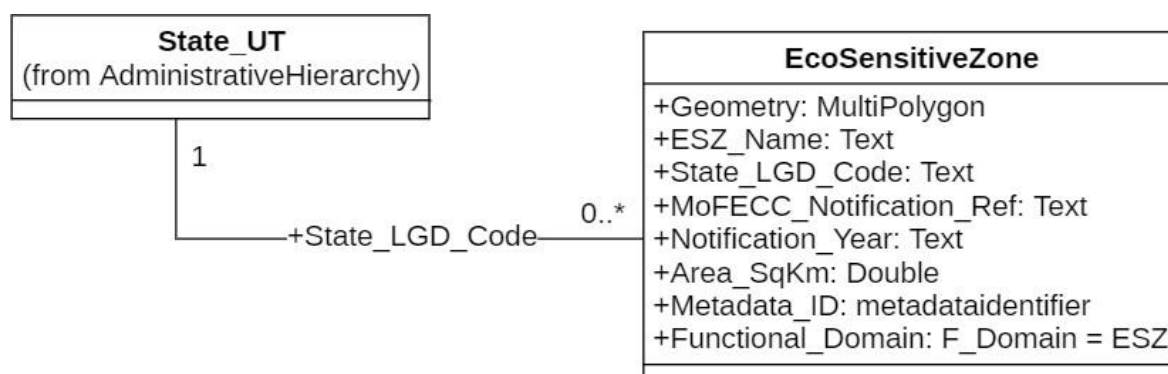 State_UT
(from AdministrativeHierarchy)
1
+State_LGD_Code
0..*
EcoSensitiveZone
+Geometry: MultiPolygon
+ESZ_Name: Text
+State_LGD_Code: Text
+MoFECC_Notification_Ref: Text
+Notification_Year: Text
+Area_SqKm: Double
+Metadata_ID: metadataidentifier
+Functional_Domain: F_Domain = ESZ